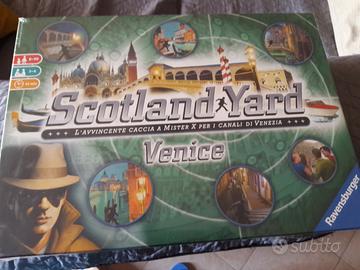 Scotland Yard
L'AVVINCENTE CACCIA A MISTER X PER I CANALI DI VENEZIA
Venice
Ravensburger
subito